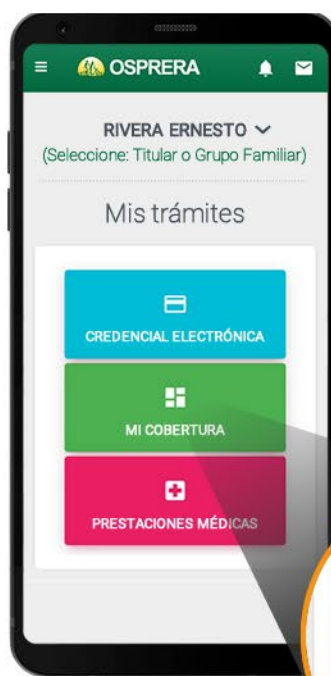 OSPRERA
RIVERA ERNESTO
(Seleccione: Titular o Grupo Familiar)
Mis trámites
CREDENCIAL ELECTRÓNICA
MI COBERTURA
PRESTACIONES MÉDICAS